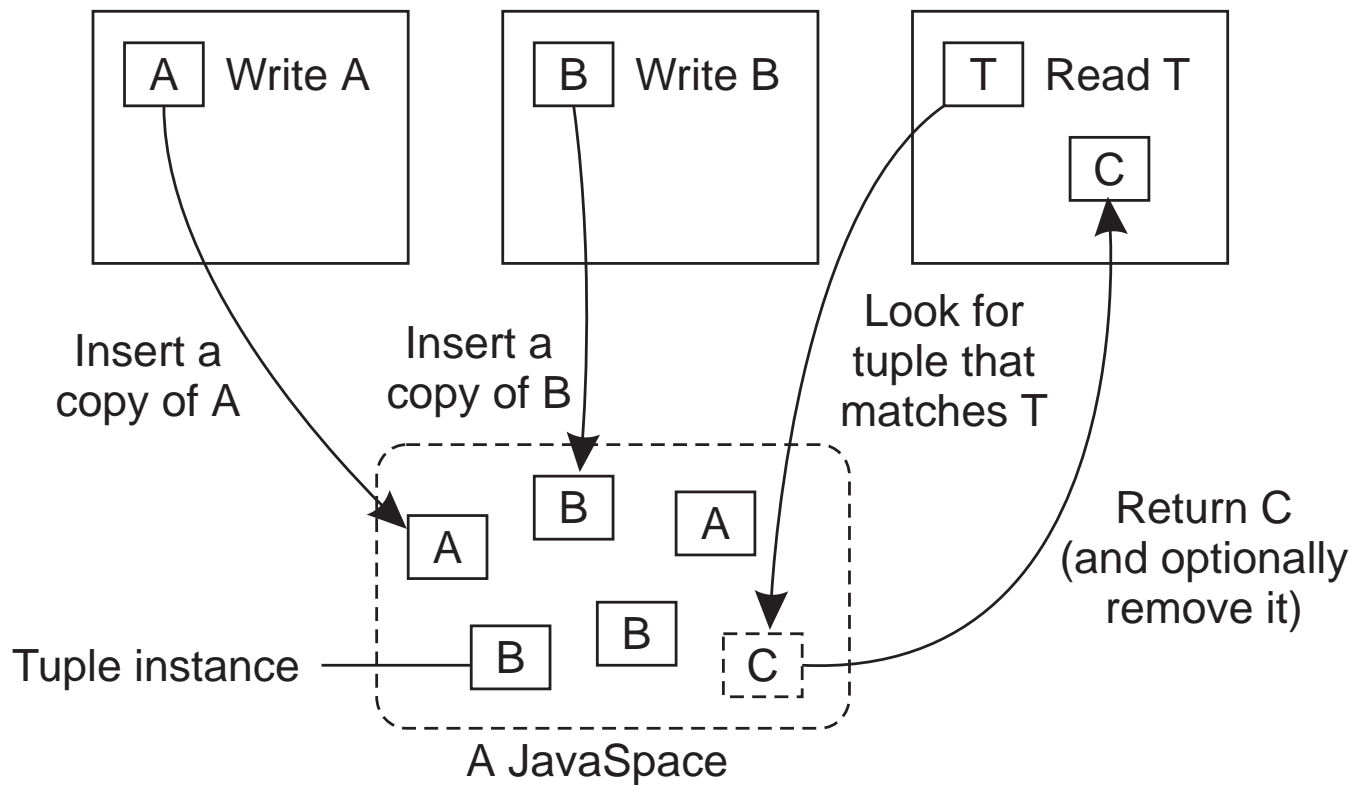 A Write A
B Write B
T Read T
C
Insert a
copy of A
Insert a
copy of B
Look for
tuple that
matches T
Return C
(and optionally
remove it)
A
B
A
B
B
C
Tuple instance
A JavaSpace